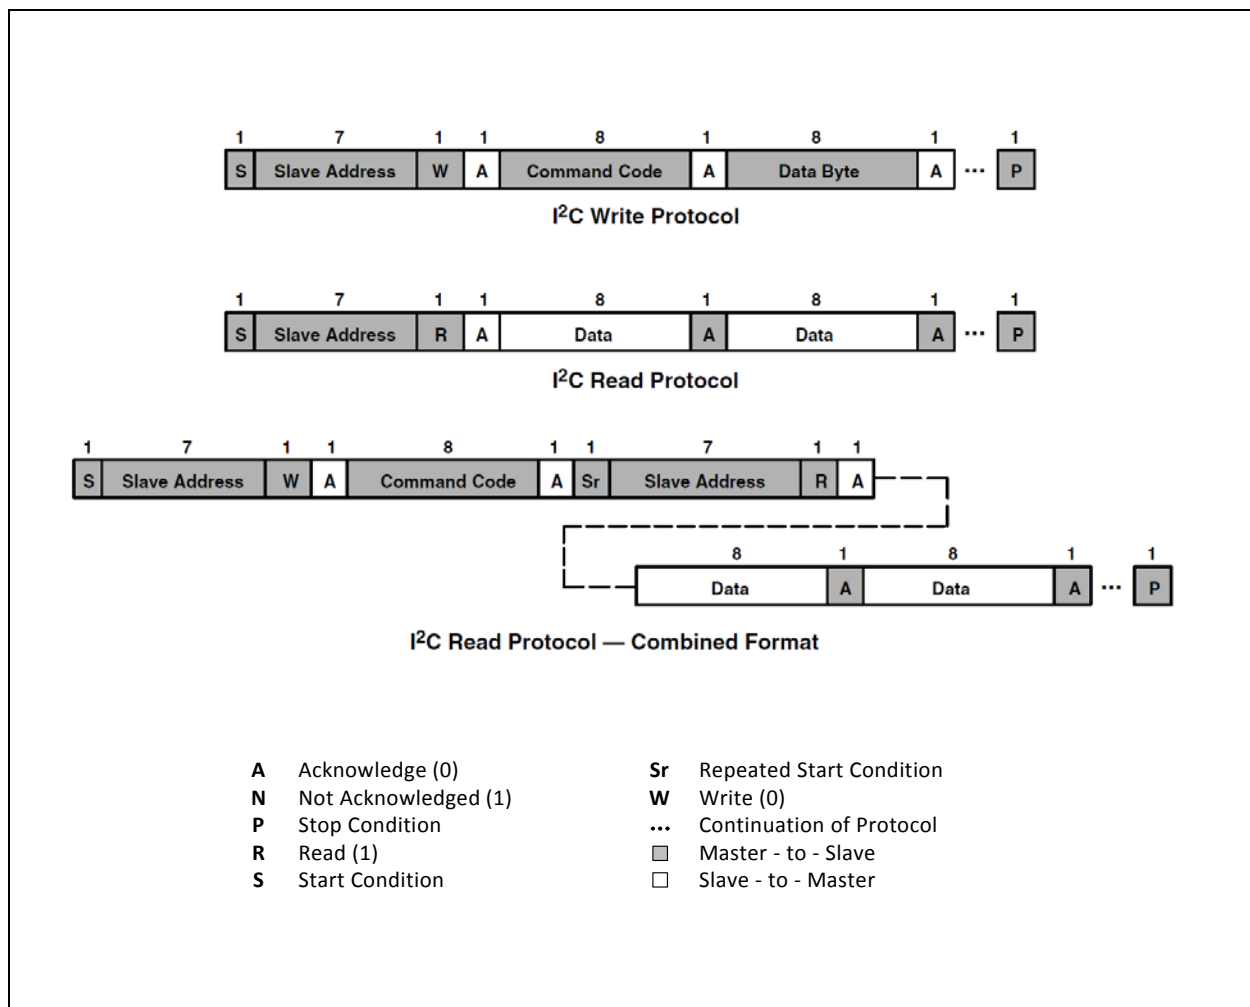 1 7 1 1 8 1 8 1 1
S Slave Address W A Command Code A Data Byte A ... P
I²C Write Protocol
1 7 1 1 8 1 8 1 1
S Slave Address R A Data A Data A ... P
I²C Read Protocol
1 7 1 1 8 1 1 7 1 1
S Slave Address W A Command Code A Sr Slave Address R A
8 1 8 1 1
Data A Data A ... P
I²C Read Protocol — Combined Format
A Acknowledge (0)
N Not Acknowledged (1)
P Stop Condition
R Read (1)
S Start Condition
Sr Repeated Start Condition
W Write (0)
... Continuation of Protocol
Master - to - Slave
Slave - to - Master